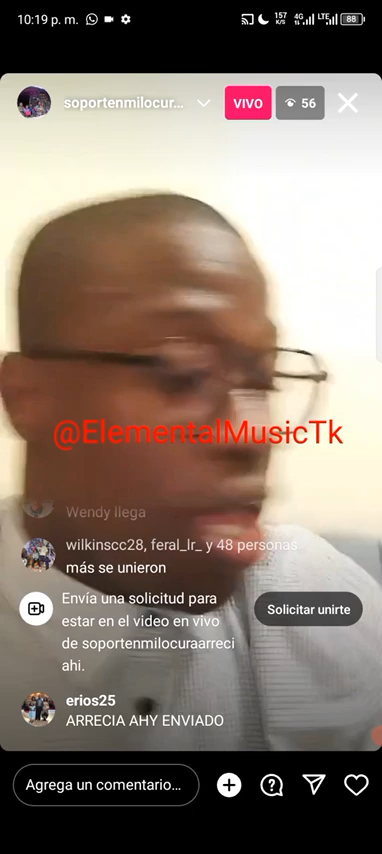 10:19 p. m.
157
K/S
4G
LTE
88
soportenmilocur...
VIVO
56
@ElementalMusicTk
Wendy llega
wilkinscc28, feral_lr_ y 48 personas
más se unieron
Envía una solicitud para
estar en el video en vivo
de soportenmilocuraarreci
ahi.
Solicitar unirte
erios25
ARRECIA AHY ENVIADO
Agrega un comentario...